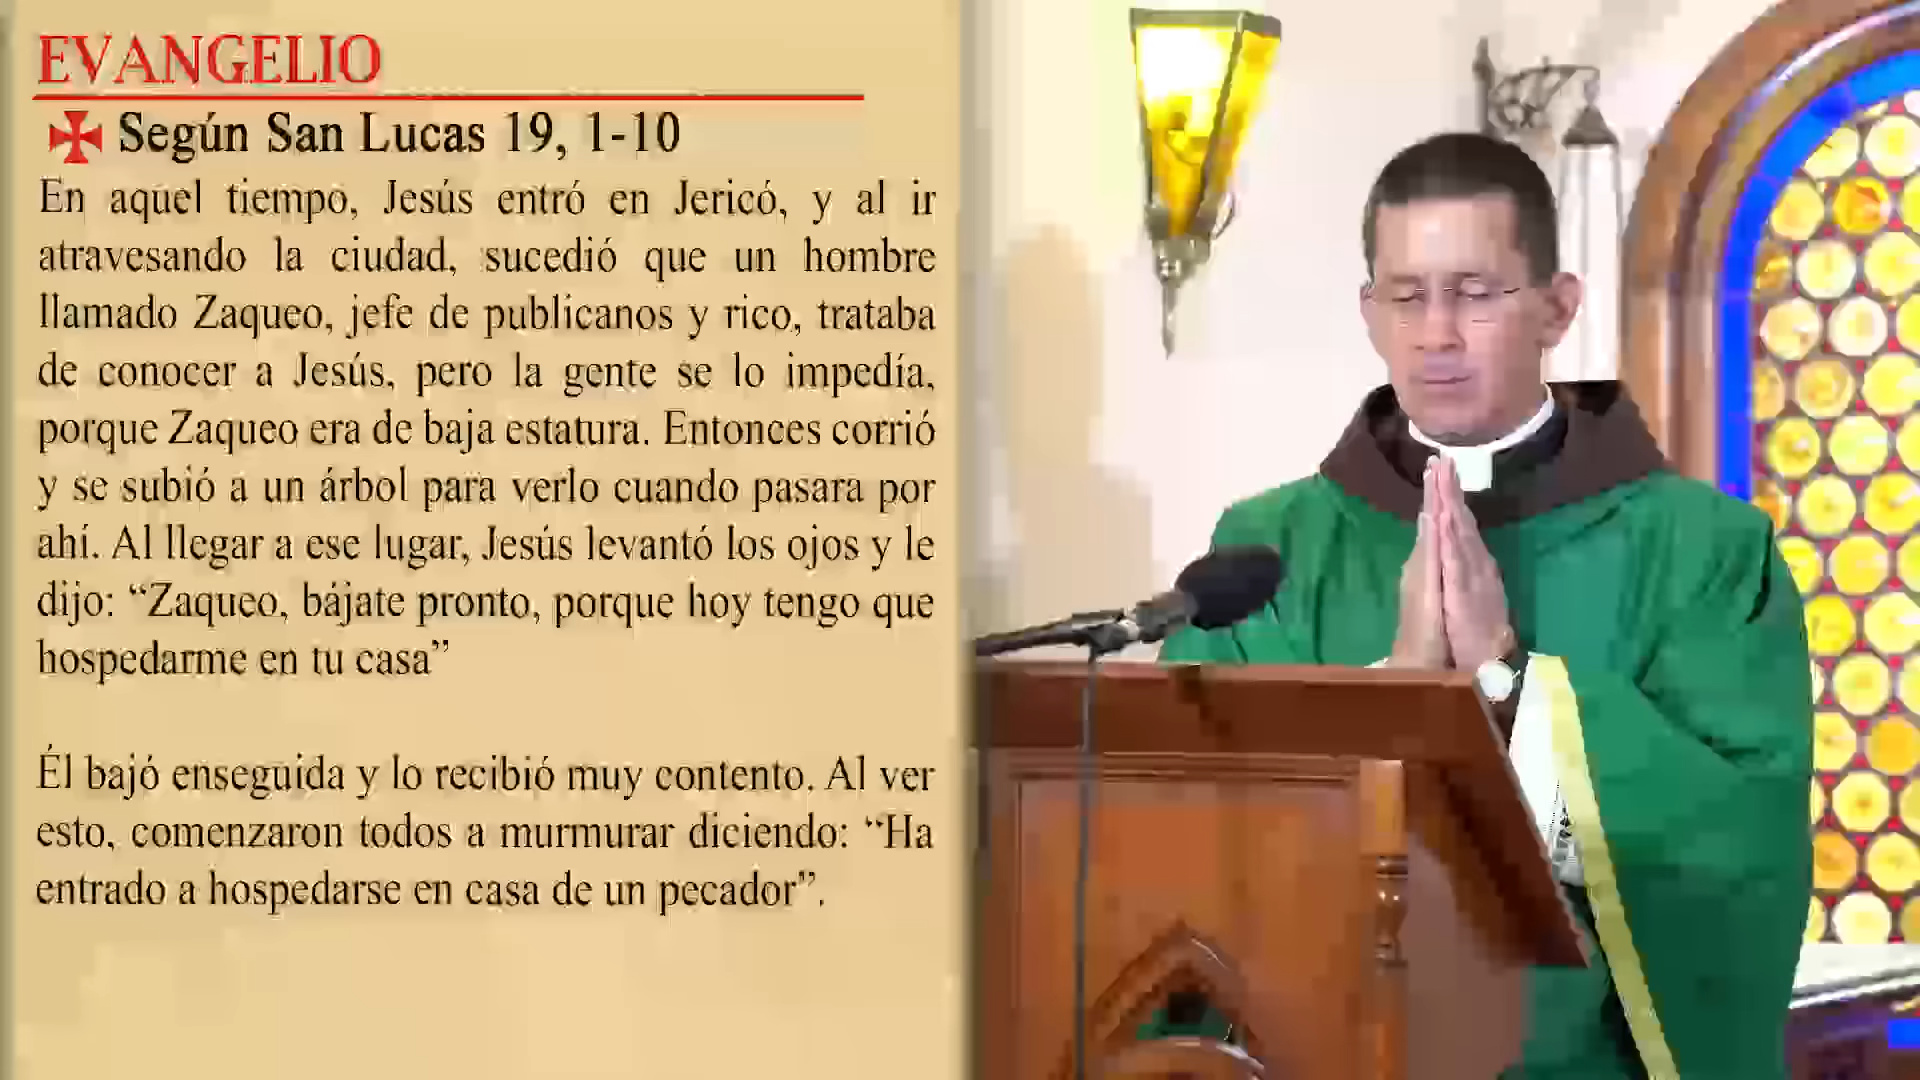 EVANGELIO
Según San Lucas 19, 1-10
En aquel tiempo, Jesús entró en Jericó, y al ir
atravesando la ciudad, sucedió que un hombre
llamado Zaqueo, jefe de publicanos y rico, trataba
de conocer a Jesús, pero la gente se lo impedía,
porque Zaqueo era de baja estatura. Entonces corrió
y se subió a un árbol para verlo cuando pasara por
ahí. Al llegar a ese lugar, Jesús levantó los ojos y le
dijo: “Zaqueo, bájate pronto, porque hoy tengo que
hospedarme en tu casa”
Él bajó enseguida y lo recibió muy contento. Al ver
esto, comenzaron todos a murmurar diciendo: “Ha
entrado a hospedarse en casa de un pecador”.